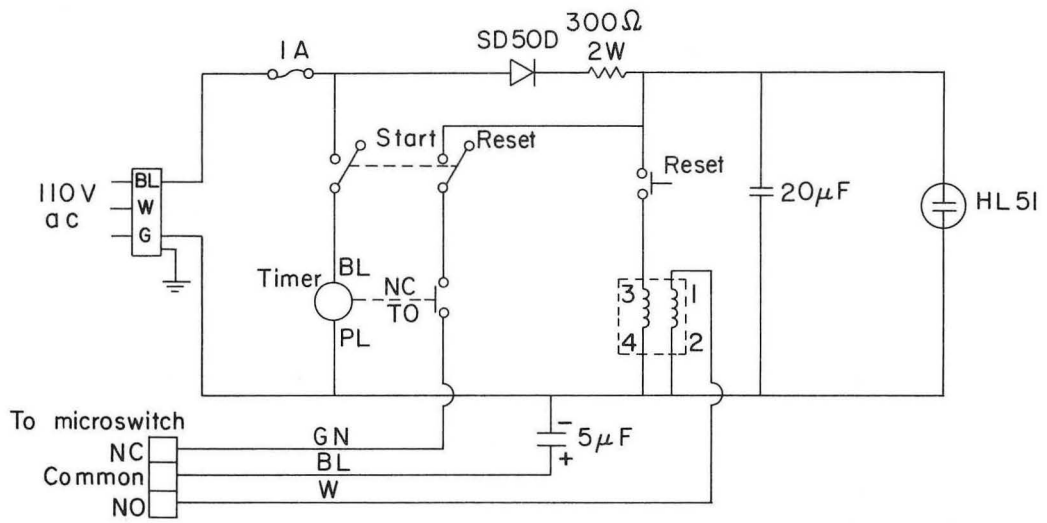 1A
SD50D
300Ω
2W
Start
Reset
Reset
110V
ac
BL
W
G
20μF
HL51
Timer
BL
NC
TO
PL
3
1
4
2
To microswitch
NC
Common
NO
GN
BL
W
−
5μF
+